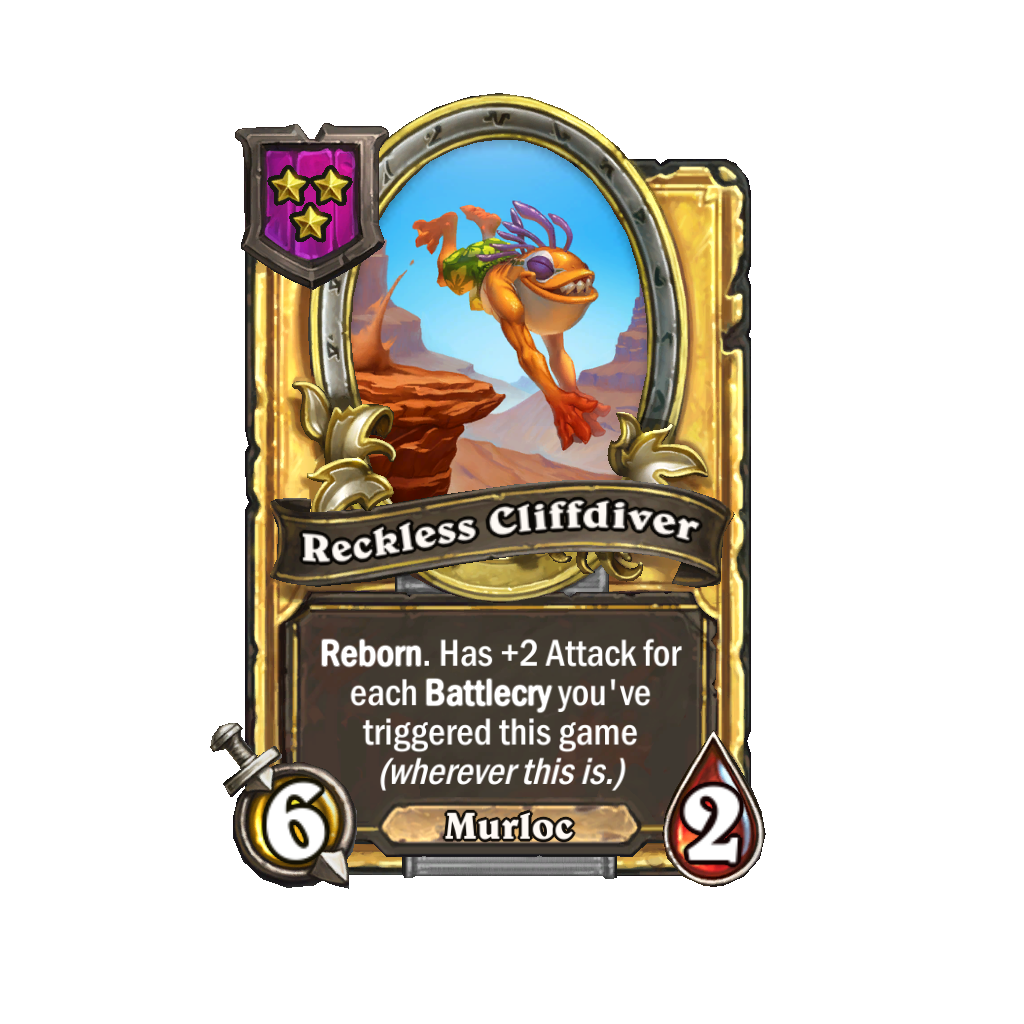 Reckless Cliffdiver
Reborn. Has +2 Attack for
each Battlecry you've
triggered this game
(wherever this is.)
6
Murloc
2